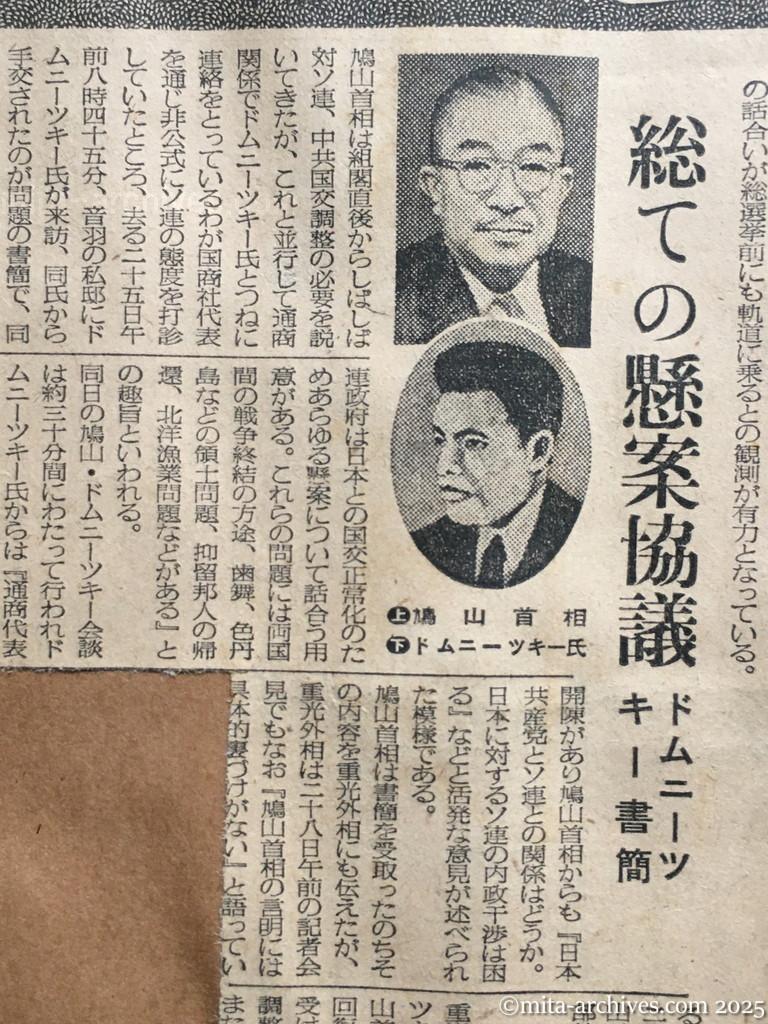 の話合いが総選挙前にも軌道に乗るとの観測が有力となっている。
総ての懸案協議
ドムニーツ
キー書簡
上鳩山首相
下ドムニーツキー氏
鳩山首相は組閣直後からしばしば
対ソ連、中共国交調整の必要を説
いてきたが、これと並行して通商
関係でドムニーツキー氏とつねに
連絡をとっているわが国商社代表
を通じ非公式にソ連の態度を打診
していたところ、去る二十五日午
前八時四十五分、音羽の私邸にド
ムニーツキー氏が来訪、同氏から
手交されたのが問題の書簡で、同
連政府は日本との国交正常化のた
めあらゆる懸案について話合う用
意がある。これらの問題には両国
間の戦争終結の方途、歯舞、色丹
島などの領土問題、抑留邦人の帰
還、北洋漁業問題などがある』と
の趣旨といわれる。
同日の鳩山・ドムニーツキー会談
は約三十分間にわたって行われド
ムニーツキー氏からは『通商代表
開陳があり鳩山首相からも『日本
共産党とソ連との関係はどうか。
日本に対するソ連の内政干渉は困
る』などと活発な意見が述べられ
た模様である。
鳩山首相は書簡を受取ったのちそ
の内容を重光外相にも伝えたが、
重光外相は二十八日午前の記者会
見でもなお『鳩山首相の言明には
具体的裏づけがない』と語ってい
重
ツ
山首
回復
受け
調整
また
©mita-archives.com 2025